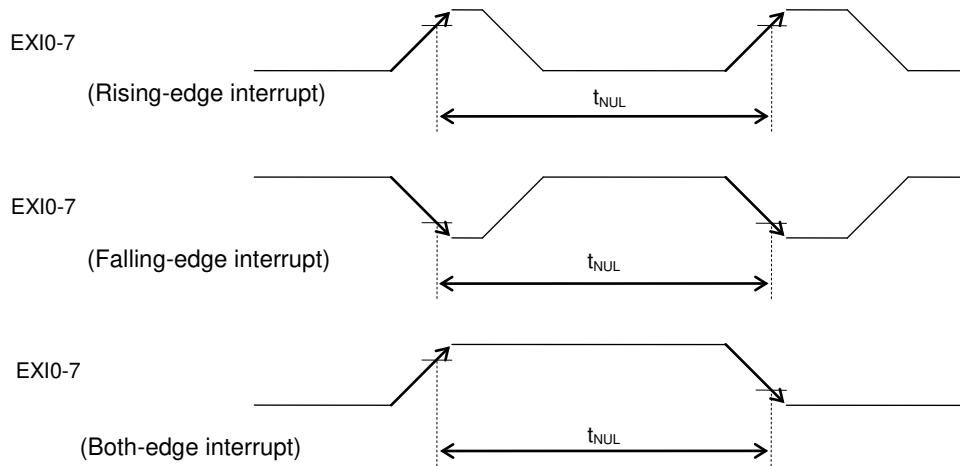 EXI0-7
(Rising-edge interrupt)
tNUL
EXI0-7
(Falling-edge interrupt)
tNUL
EXI0-7
(Both-edge interrupt)
tNUL